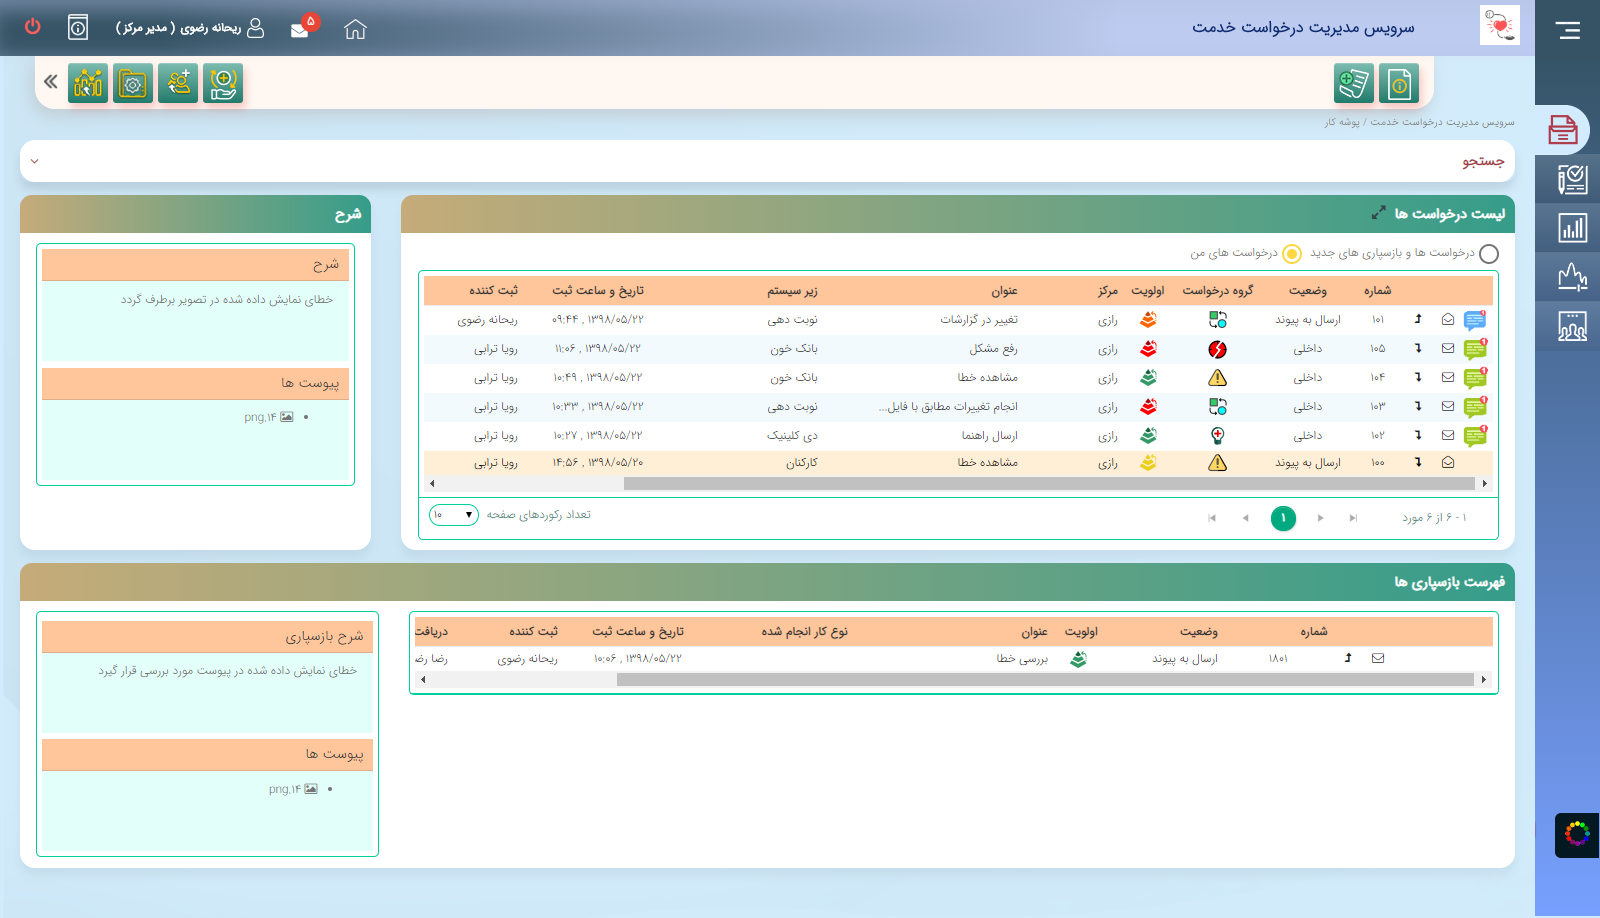 سرویس مدیریت درخواست خدمت
۵
ریحانه رضوی ( مدیر مرکز )
سرویس مدیریت درخواست خدمت / پوشه کار
جستجو
لیست درخواست ها
درخواست ها و بازسپاری های جدید
درخواست های من
شماره وضعیت گروه درخواست اولویت مرکز عنوان زیر سیستم تاریخ و ساعت ثبت ثبت کننده
۱۰۱ ارسال به پیوند رازی تغییر در گزارشات نوبت دهی ۱۳۹۸/۰۵/۲۲ , ۰۹:۴۴ ریحانه رضوی
۱۰۵ داخلی رازی رفع مشکل بانک خون ۱۳۹۸/۰۵/۲۲ , ۱۱:۰۶ رویا ترابی
۱۰۴ داخلی رازی مشاهده خطا بانک خون ۱۳۹۸/۰۵/۲۲ , ۱۰:۴۹ رویا ترابی
۱۰۳ داخلی رازی انجام تغییرات مطابق با فایل... نوبت دهی ۱۳۹۸/۰۵/۲۲ , ۱۰:۳۳ رویا ترابی
۱۰۲ داخلی رازی ارسال راهنما دی کلینیک ۱۳۹۸/۰۵/۲۲ , ۱۰:۲۷ رویا ترابی
۱۰۰ ارسال به پیوند رازی مشاهده خطا کارکنان ۱۳۹۸/۰۵/۲۰ , ۱۴:۵۶ رویا ترابی
۱ - ۶ از ۶ مورد
۱
تعداد رکوردهای صفحه
۱۰
شرح
شرح
خطای نمایش داده شده در تصویر برطرف گردد
پیوست ها
۱۴.png
فهرست بازسپاری ها
شماره وضعیت اولویت عنوان نوع کار انجام شده تاریخ و ساعت ثبت ثبت کننده دریافت
۱۸۰۱ ارسال به پیوند بررسی خطا ۱۳۹۸/۰۵/۲۲ , ۱۰:۰۶ ریحانه رضوی رضا
شرح بازسپاری
خطای نمایش داده شده در پیوست مورد بررسی قرار گیرد
پیوست ها
۱۴.png